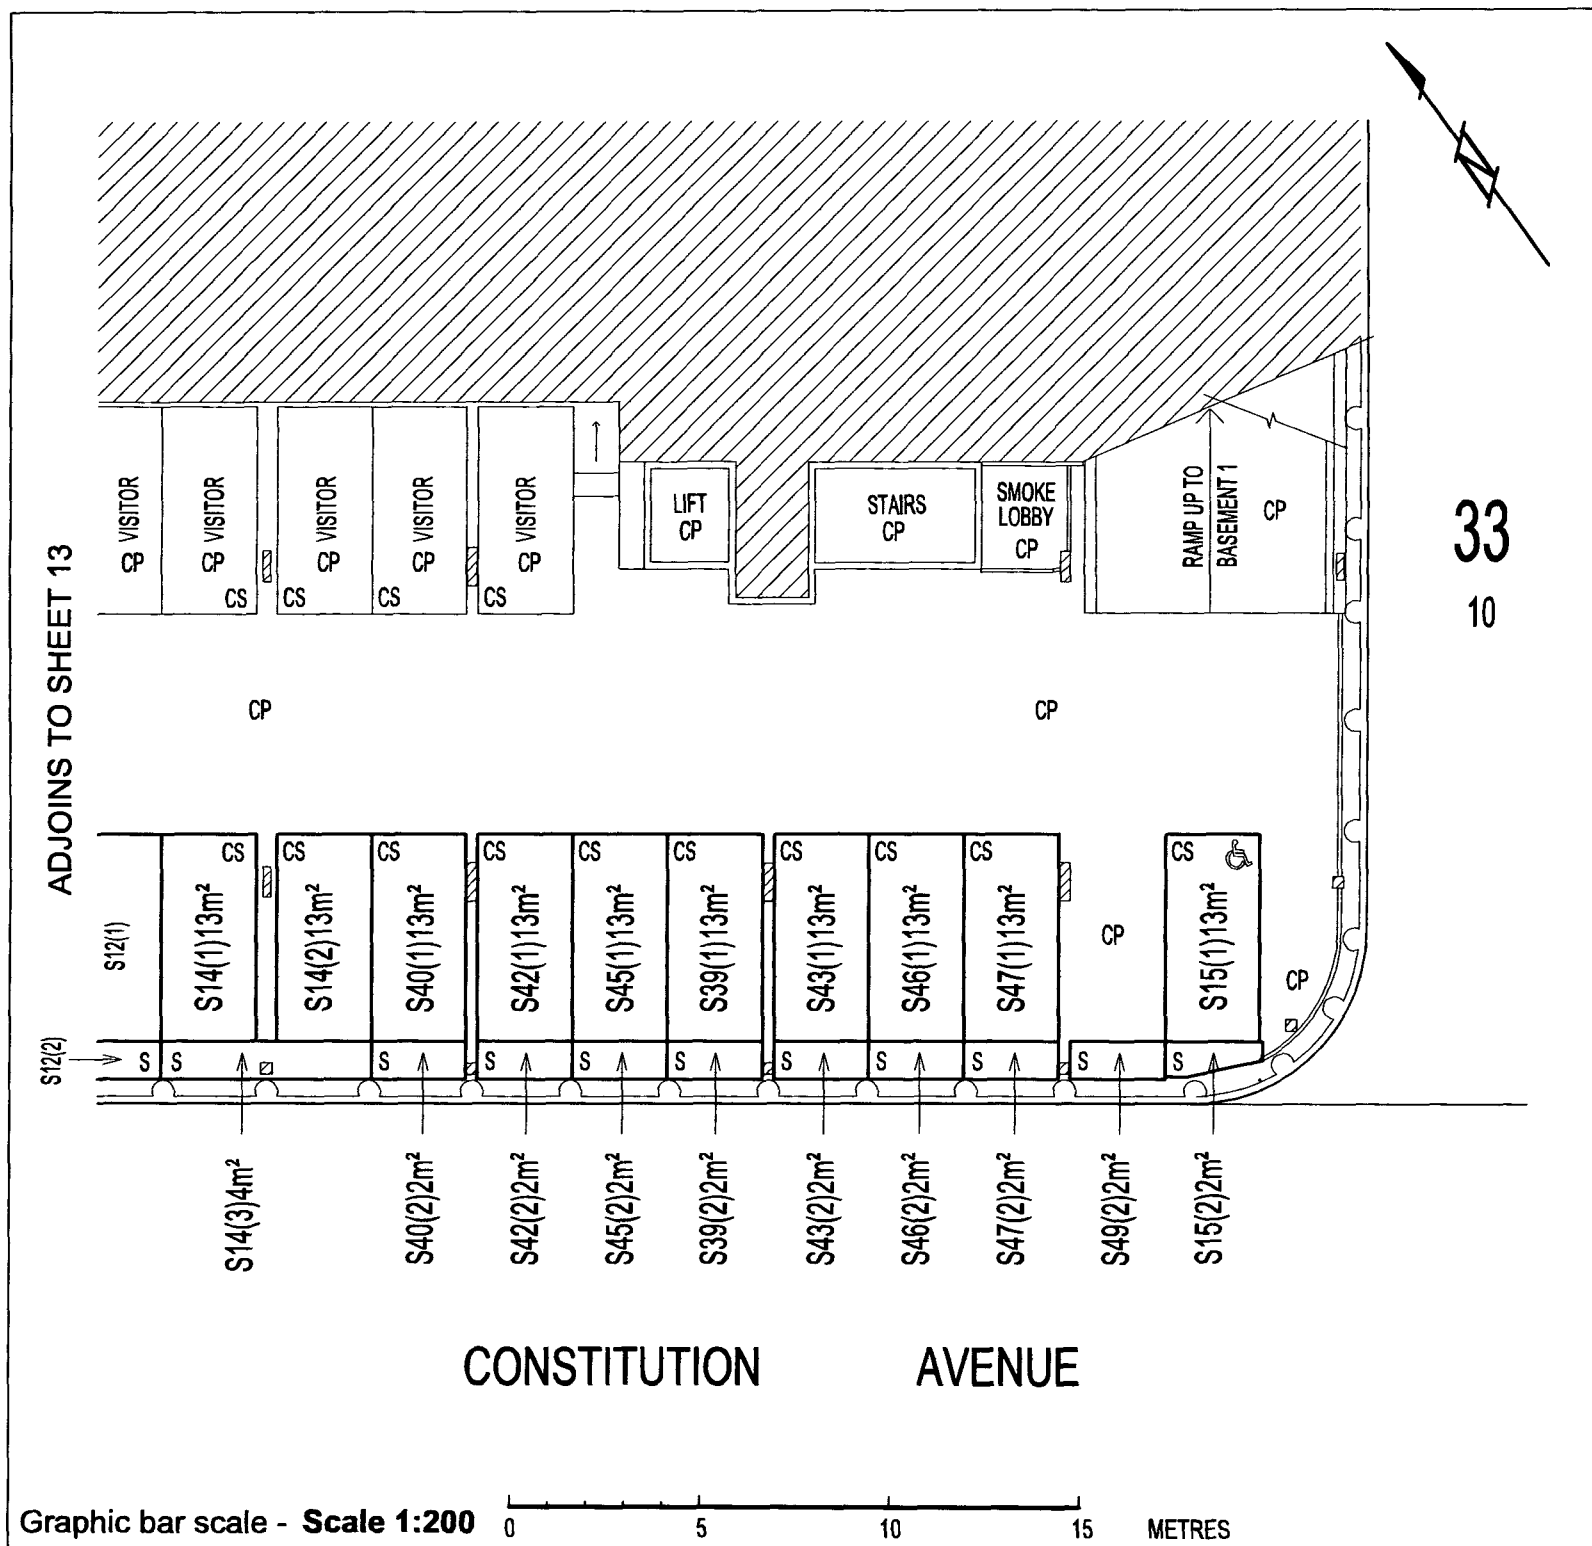 VISITOR
CP
VISITOR
CP
CS
VISITOR
CP
CS
VISITOR
CP
CS
VISITOR
CP
CS
LIFT
CP
STAIRS
CP
SMOKE
LOBBY
CP
RAMP UP TO
BASEMENT 1
CP
33
10
ADJOINS TO SHEET 13
CP
CP
S12(1)
CS
S14(1)13m²
CS
S14(2)13m²
CS
S40(1)13m²
CS
S42(1)13m²
CS
S45(1)13m²
CS
S39(1)13m²
CS
S43(1)13m²
CS
S46(1)13m²
CS
S47(1)13m²
CP
CS
S15(1)13m²
CP
S12(2)
S
S
S
S
S
S
S
S
S
S
S
S14(3)4m²
S40(2)2m²
S42(2)2m²
S45(2)2m²
S39(2)2m²
S43(2)2m²
S46(2)2m²
S47(2)2m²
S49(2)2m²
S15(2)2m²
CONSTITUTION AVENUE
Graphic bar scale - Scale 1:200
0 5 10 15 METRES